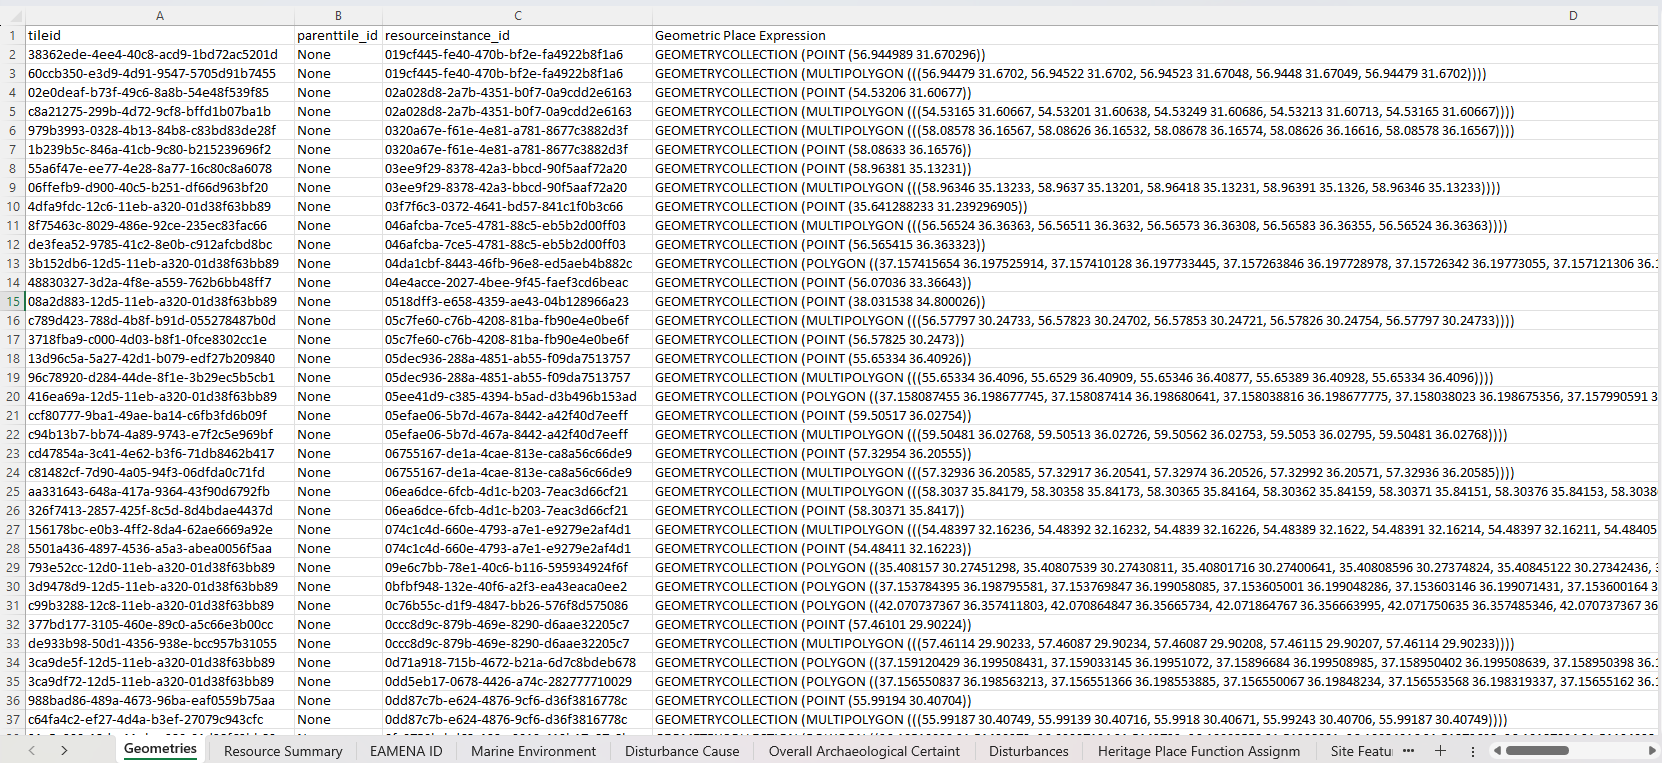 A B C D
1 tileid parenttile_id resourceinstance_id Geometric Place Expression
2 38362ede-4ee4-40c8-acd9-1bd72ac5201d None 019cf445-fe40-470b-bf2e-fa4922b8f1a6 GEOMETRYCOLLECTION (POINT (56.944989 31.670296))
3 60ccb350-e3d9-4d91-9547-5705d91b7455 None 019cf445-fe40-470b-bf2e-fa4922b8f1a6 GEOMETRYCOLLECTION (MULTIPOLYGON (((56.94479 31.6702, 56.94522 31.6702, 56.94523 31.67048, 56.9448 31.67049, 56.94479 31.6702))))
4 02e0deaf-b73f-49c6-8a8b-54e48f539f85 None 02a028d8-2a7b-4351-b0f7-0a9cdd2e6163 GEOMETRYCOLLECTION (POINT (54.53206 31.60677))
5 c8a21275-299b-4d72-9cf8-bffd1b07ba1b None 02a028d8-2a7b-4351-b0f7-0a9cdd2e6163 GEOMETRYCOLLECTION (MULTIPOLYGON (((54.53165 31.60667, 54.53201 31.60638, 54.53249 31.60686, 54.53213 31.60713, 54.53165 31.60667))))
6 979b3993-0328-4b13-84b8-c83bd83de28f None 0320a67e-f61e-4e81-a781-8677c3882d3f GEOMETRYCOLLECTION (MULTIPOLYGON (((58.08578 36.16567, 58.08626 36.16532, 58.08678 36.16574, 58.08626 36.16616, 58.08578 36.16567))))
7 1b239b5c-846a-41cb-9c80-b215239696f2 None 0320a67e-f61e-4e81-a781-8677c3882d3f GEOMETRYCOLLECTION (POINT (58.08633 36.16576))
8 55a6f47e-ee77-4e28-8a77-16c80c8a6078 None 03ee9f29-8378-42a3-bbcd-90f5aaf72a20 GEOMETRYCOLLECTION (POINT (58.96381 35.13231))
9 06ffefb9-d900-40c5-b251-df66d963bf20 None 03ee9f29-8378-42a3-bbcd-90f5aaf72a20 GEOMETRYCOLLECTION (MULTIPOLYGON (((58.96346 35.13233, 58.9637 35.13201, 58.96418 35.13231, 58.96391 35.1326, 58.96346 35.13233))))
10 4dfa9fdc-12c6-11eb-a320-01d38f63bb89 None 03f7f6c3-0372-4641-bd57-841c1f0b3c66 GEOMETRYCOLLECTION (POINT (35.641288233 31.239296905))
11 8f75463c-8029-486e-92ce-235ec83fac66 None 046afcba-7ce5-4781-88c5-eb5b2d00ff03 GEOMETRYCOLLECTION (MULTIPOLYGON (((56.56524 36.36363, 56.56511 36.3632, 56.56573 36.36308, 56.56583 36.36355, 56.56524 36.36363))))
12 de3fea52-9785-41c2-8e0b-c912afcbd8bc None 046afcba-7ce5-4781-88c5-eb5b2d00ff03 GEOMETRYCOLLECTION (POINT (56.565415 36.363323))
13 3b152db6-12d5-11eb-a320-01d38f63bb89 None 04da1cbf-8443-46fb-96e8-ed5aeb4b882c GEOMETRYCOLLECTION (POLYGON ((37.157415654 36.197525914, 37.157410128 36.197733445, 37.157263846 36.197728978, 37.15726342 36.19773055, 37.157121306 36.1
14 48830327-3d2a-4f8e-a559-762b6bb48ff7 None 04e4acce-2027-4bee-9f45-faef3cd6beac GEOMETRYCOLLECTION (POINT (56.07036 33.36643))
15 08a2d883-12d5-11eb-a320-01d38f63bb89 None 0518dff3-e658-4359-ae43-04b128966a23 GEOMETRYCOLLECTION (POINT (38.031538 34.800026))
16 c789d423-788d-4b8f-b91d-055278487b0d None 05c7fe60-c76b-4208-81ba-fb90e4e0be6f GEOMETRYCOLLECTION (MULTIPOLYGON (((56.57797 30.24733, 56.57823 30.24702, 56.57853 30.24721, 56.57826 30.24754, 56.57797 30.24733))))
17 3718fba9-c000-4d03-b8f1-0fce8302cc1e None 05c7fe60-c76b-4208-81ba-fb90e4e0be6f GEOMETRYCOLLECTION (POINT (56.57825 30.2473))
18 13d96c5a-5a27-42d1-b079-edf27b209840 None 05dec936-288a-4851-ab55-f09da7513757 GEOMETRYCOLLECTION (POINT (55.65334 36.40926))
19 96c78920-d284-44de-8f1e-3b29ec5b5cb1 None 05dec936-288a-4851-ab55-f09da7513757 GEOMETRYCOLLECTION (MULTIPOLYGON (((55.65334 36.4096, 55.6529 36.40909, 55.65346 36.40877, 55.65389 36.40928, 55.65334 36.4096))))
20 416ea69a-12d5-11eb-a320-01d38f63bb89 None 05ee41d9-c385-4394-b5ad-d3b496b153ad GEOMETRYCOLLECTION (POLYGON ((37.158087455 36.198677745, 37.158087414 36.198680641, 37.158038816 36.198677775, 37.158038023 36.198675356, 37.157990591 3
21 ccf80777-9ba1-49ae-ba14-c6fb3fd6b09f None 05efae06-5b7d-467a-8442-a42f40d7eeff GEOMETRYCOLLECTION (POINT (59.50517 36.02754))
22 c94b13b7-bb74-4a89-9743-e7f2c5e969bf None 05efae06-5b7d-467a-8442-a42f40d7eeff GEOMETRYCOLLECTION (MULTIPOLYGON (((59.50481 36.02768, 59.50513 36.02726, 59.50562 36.02753, 59.5053 36.02795, 59.50481 36.02768))))
23 cd47854a-3c41-4e62-b3f6-71db8462b417 None 06755167-de1a-4cae-813e-ca8a56c66de9 GEOMETRYCOLLECTION (POINT (57.32954 36.20555))
24 c81482cf-7d90-4a05-94f3-06dfda0c71fd None 06755167-de1a-4cae-813e-ca8a56c66de9 GEOMETRYCOLLECTION (MULTIPOLYGON (((57.32936 36.20585, 57.32917 36.20541, 57.32974 36.20526, 57.32992 36.20571, 57.32936 36.20585))))
25 aa331643-648a-417a-9364-43f90d6792fb None 06ea6dce-6fcb-4d1c-b203-7eac3d66cf21 GEOMETRYCOLLECTION (MULTIPOLYGON (((58.3037 35.84179, 58.30358 35.84173, 58.30365 35.84164, 58.30362 35.84159, 58.30371 35.84151, 58.30376 35.84153, 58.3038
26 326f7413-2857-425f-8c5d-8d4bdae4437d None 06ea6dce-6fcb-4d1c-b203-7eac3d66cf21 GEOMETRYCOLLECTION (POINT (58.30371 35.8417))
27 156178bc-e0b3-4ff2-8da4-62ae6669a92e None 074c1c4d-660e-4793-a7e1-e9279e2af4d1 GEOMETRYCOLLECTION (MULTIPOLYGON (((54.48397 32.16236, 54.48392 32.16232, 54.4839 32.16226, 54.48389 32.1622, 54.48391 32.16214, 54.48397 32.16211, 54.48405
28 5501a436-4897-4536-a5a3-abea0056f5aa None 074c1c4d-660e-4793-a7e1-e9279e2af4d1 GEOMETRYCOLLECTION (POINT (54.48411 32.16223))
29 793e52cc-12d0-11eb-a320-01d38f63bb89 None 09e6c7bb-78e1-40c6-b116-595934924f6f GEOMETRYCOLLECTION (POLYGON ((35.408157 30.27451298, 35.40807539 30.27430811, 35.40801716 30.27400641, 35.40808596 30.27374824, 35.40845122 30.27342436, 3
30 3d9478d9-12d5-11eb-a320-01d38f63bb89 None 0bfbf948-132e-40f6-a2f3-ea43eaca0ee2 GEOMETRYCOLLECTION (POLYGON ((37.153784395 36.198795581, 37.153769847 36.199058085, 37.153605001 36.199048286, 37.153603146 36.199071431, 37.153600164 3
31 c99b3288-12c8-11eb-a320-01d38f63bb89 None 0c76b55c-d1f9-4847-bb26-576f8d575086 GEOMETRYCOLLECTION (POLYGON ((42.070737367 36.357411803, 42.070864847 36.35665734, 42.071864767 36.356663995, 42.071750635 36.357485346, 42.070737367 36
32 377bd177-3105-460e-89c0-a5c66e3b00cc None 0ccc8d9c-879b-469e-8290-d6aae32205c7 GEOMETRYCOLLECTION (POINT (57.46101 29.90224))
33 de933b98-50d1-4356-938e-bcc957b31055 None 0ccc8d9c-879b-469e-8290-d6aae32205c7 GEOMETRYCOLLECTION (MULTIPOLYGON (((57.46114 29.90233, 57.46087 29.90234, 57.46087 29.90208, 57.46115 29.90207, 57.46114 29.90233))))
34 3ca9de5f-12d5-11eb-a320-01d38f63bb89 None 0d71a918-715b-4672-b21a-6d7c8bdeb678 GEOMETRYCOLLECTION (POLYGON ((37.159120429 36.199508431, 37.159033145 36.19951072, 37.15896684 36.199508985, 37.158950402 36.199508639, 37.158950398 36.1
35 3ca9df72-12d5-11eb-a320-01d38f63bb89 None 0dd5eb17-0678-4426-a74c-282777710029 GEOMETRYCOLLECTION (POLYGON ((37.156550837 36.198563213, 37.156551366 36.198553885, 37.156550067 36.19848234, 37.156553568 36.198319337, 37.15655162 36.1
36 988bad86-489a-4673-96ba-eaf0559b75aa None 0dd87c7b-e624-4876-9cf6-d36f3816778c GEOMETRYCOLLECTION (POINT (55.99194 30.40704))
37 c64fa4c2-ef27-4d4a-b3ef-27079c943cfc None 0dd87c7b-e624-4876-9cf6-d36f3816778c GEOMETRYCOLLECTION (MULTIPOLYGON (((55.99187 30.40749, 55.99139 30.40716, 55.9918 30.40671, 55.99243 30.40706, 55.99187 30.40749))))
Geometries Resource Summary EAMENA ID Marine Environment Disturbance Cause Overall Archaeological Certaint Disturbances Heritage Place Function Assignm Site Featu